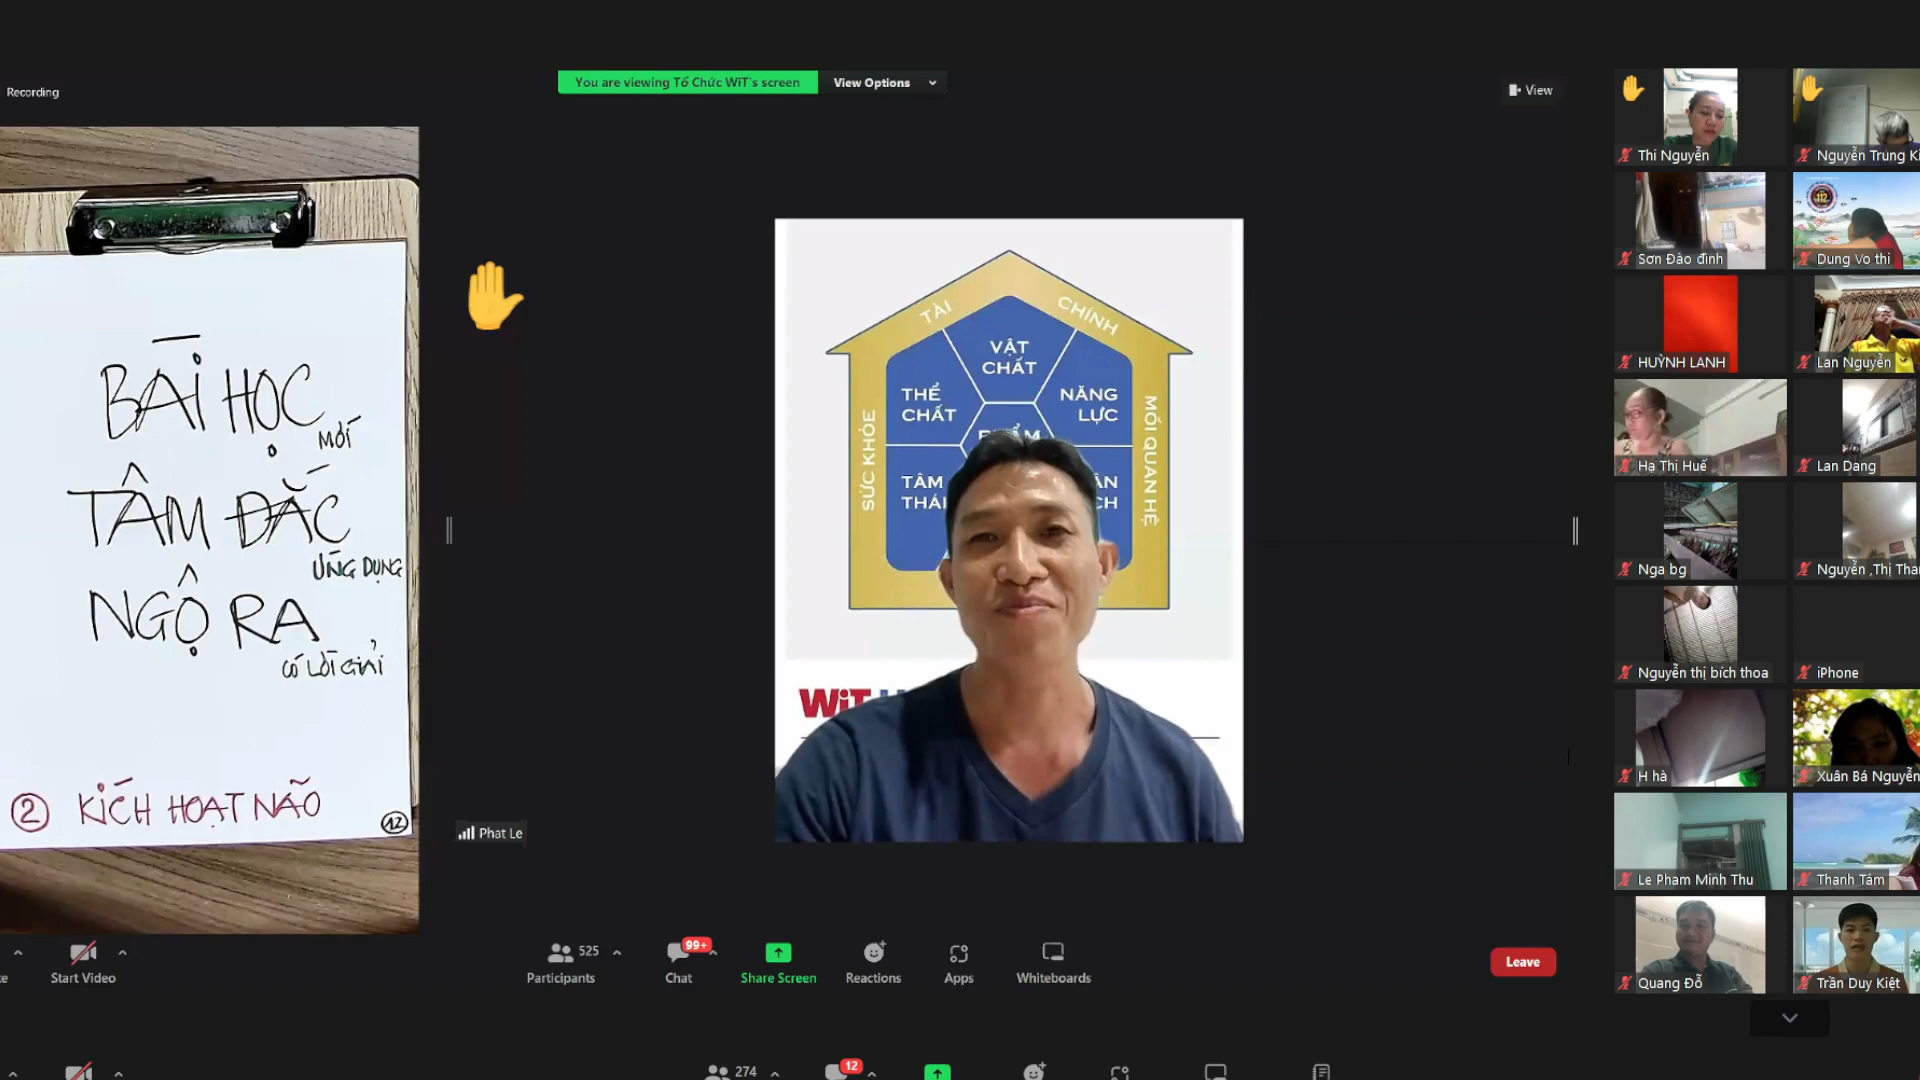 Recording
You are viewing Tổ Chức WiT's screen
View Options
View
BÀI HỌC
MỚI
TÂM ĐẮC
ỨNG DỤNG
NGỘ RA
CÓ LỜI GIẢI
2 KÍCH HOẠT NÃO
12
TÀI CHÍNH
VẬT
CHẤT
THỂ
CHẤT
NĂNG
LỰC
SỨC KHỎE
MỐI QUAN HỆ
TÂM
WiT
Phat Le
Thi Nguyễn
Nguyễn Trung Ki
Sơn Đảo đình
112
Dung Vo thi
HUỲNH LANH
Lan Nguyễn
Hạ Thị Huế
Lan Dang
Nga bg
Nguyễn ,Thị Tha
Nguyễn thị bích thoa
iPhone
H hà
Xuân Bá Nguyễn
Le Pham Minh Thu
Thanh Tâm
Quang Đỗ
Trần Duy Kiệt
Start Video
525
Participants
99+
Chat
Share Screen
Reactions
Apps
Whiteboards
Leave
274
12